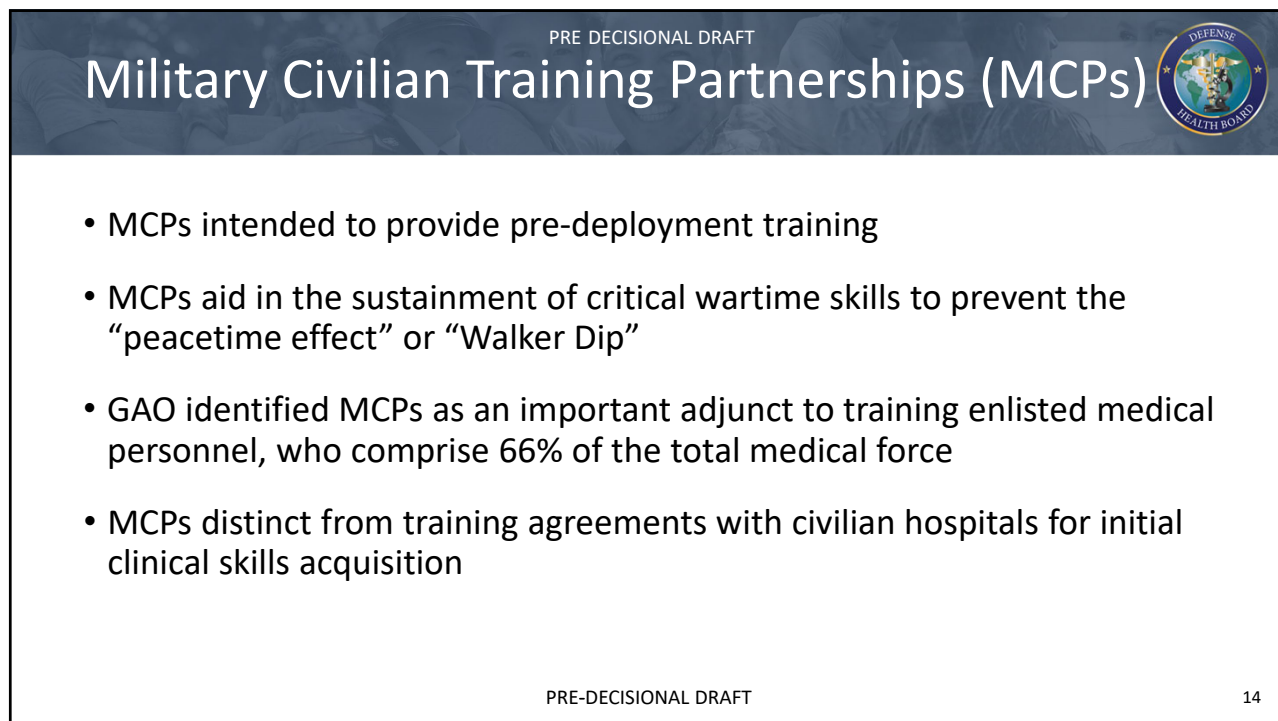 PRE DECISIONAL DRAFT
Military Civilian Training Partnerships (MCPs)
DEFENSE
HEALTH BOARD
• MCPs intended to provide pre-deployment training
• MCPs aid in the sustainment of critical wartime skills to prevent the
“peacetime effect” or “Walker Dip”
• GAO identified MCPs as an important adjunct to training enlisted medical
personnel, who comprise 66% of the total medical force
• MCPs distinct from training agreements with civilian hospitals for initial
clinical skills acquisition
PRE-DECISIONAL DRAFT
14